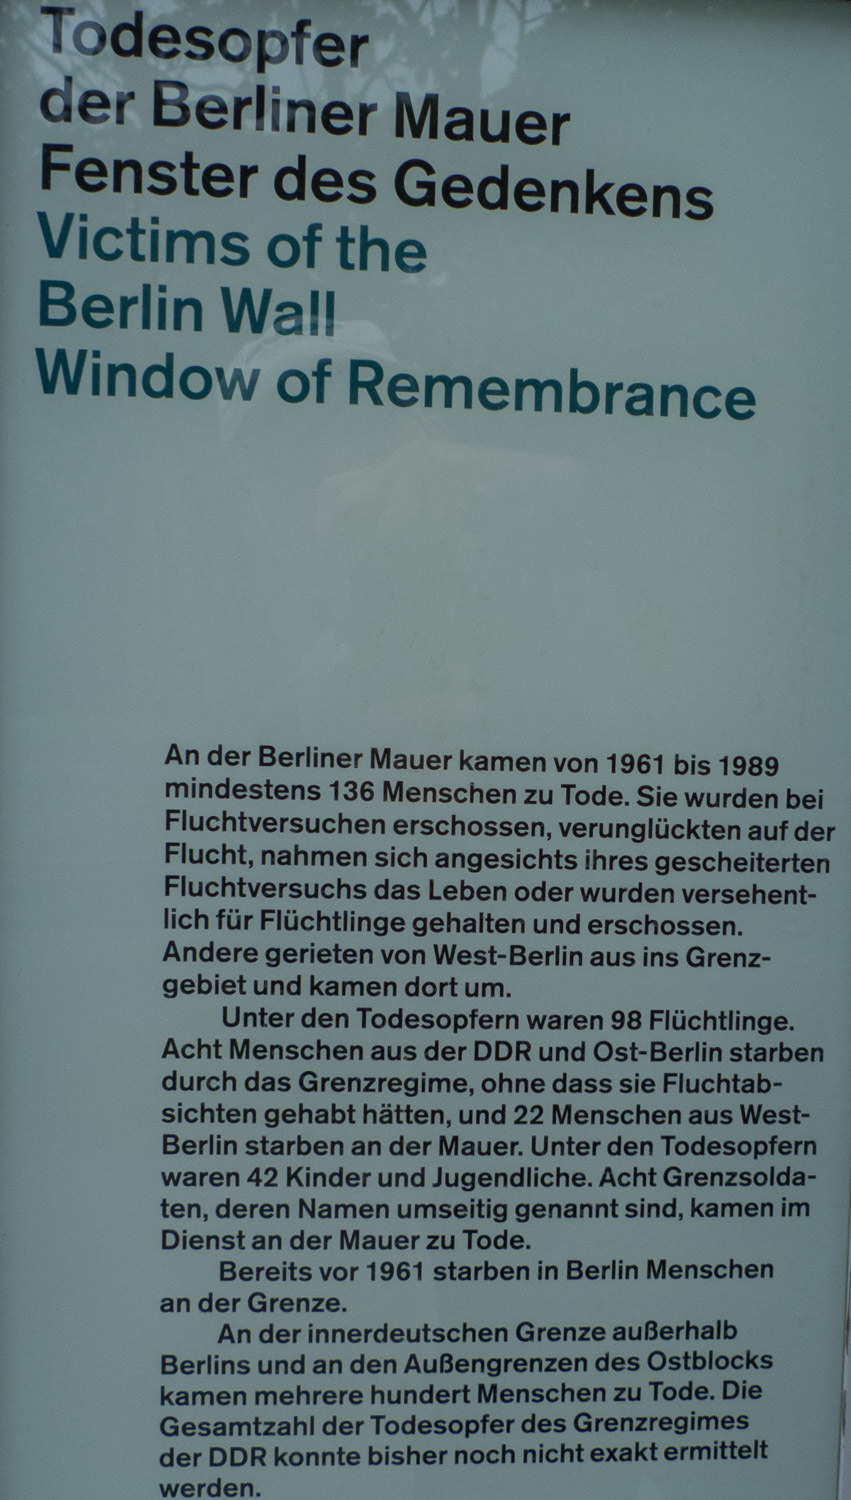 Todesopfer
der Berliner Mauer
Fenster des Gedenkens
Victims of the
Berlin Wall
Window of Remembrance
An der Berliner Mauer kamen von 1961 bis 1989
mindestens 136 Menschen zu Tode. Sie wurden bei
Fluchtversuchen erschossen, verunglückten auf der
Flucht, nahmen sich angesichts ihres gescheiterten
Fluchtversuchs das Leben oder wurden versehent-
lich für Flüchtlinge gehalten und erschossen.
Andere gerieten von West-Berlin aus ins Grenz-
gebiet und kamen dort um.
Unter den Todesopfern waren 98 Flüchtlinge.
Acht Menschen aus der DDR und Ost-Berlin starben
durch das Grenzregime, ohne dass sie Fluchtab-
sichten gehabt hätten, und 22 Menschen aus West-
Berlin starben an der Mauer. Unter den Todesopfern
waren 42 Kinder und Jugendliche. Acht Grenzsolda-
ten, deren Namen umseitig genannt sind, kamen im
Dienst an der Mauer zu Tode.
Bereits vor 1961 starben in Berlin Menschen
an der Grenze.
An der innerdeutschen Grenze außerhalb
Berlins und an den Außengrenzen des Ostblocks
kamen mehrere hundert Menschen zu Tode. Die
Gesamtzahl der Todesopfer des Grenzregimes
der DDR konnte bisher noch nicht exakt ermittelt
werden.